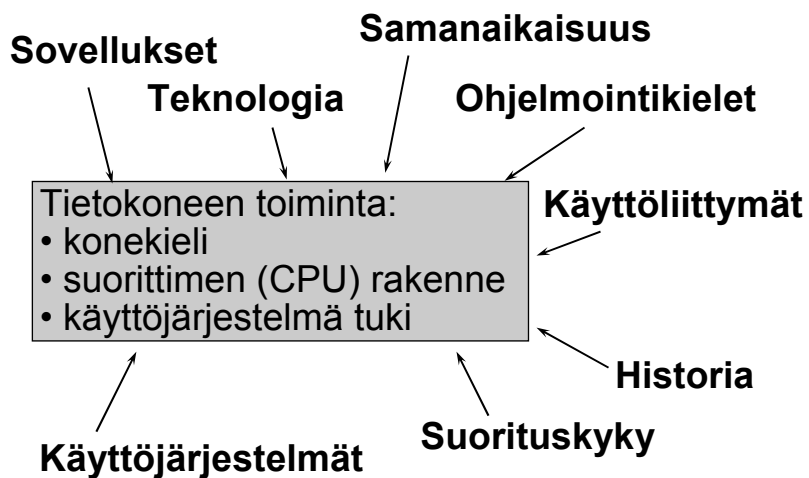 Samanaikaisuus
Sovellukset
Teknologia
Ohjelmointikielet
Tietokoneen toiminta:
• konekieli
• suorittimen (CPU) rakenne
• käyttöjärjestelmä tuki
Käyttöliittymät
Historia
Suorituskyky
Käyttöjärjestelmät